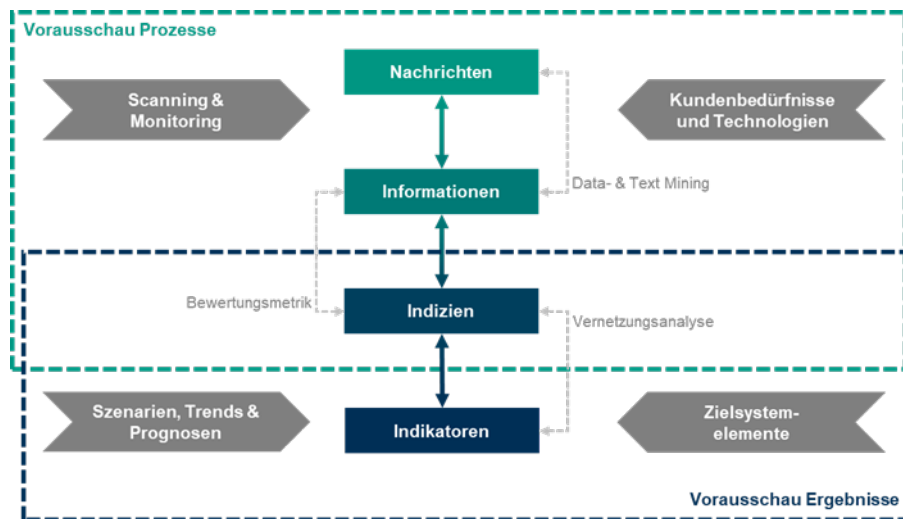 Vorausschau Prozesse
Nachrichten
Scanning &
Monitoring
Kundenbedürfnisse
und Technologien
Data- & Text Mining
Informationen
Bewertungsmetrik
Indizien
Vernetzungsanalyse
Szenarien, Trends &
Prognosen
Indikatoren
Zielsystem-
elemente
Vorausschau Ergebnisse